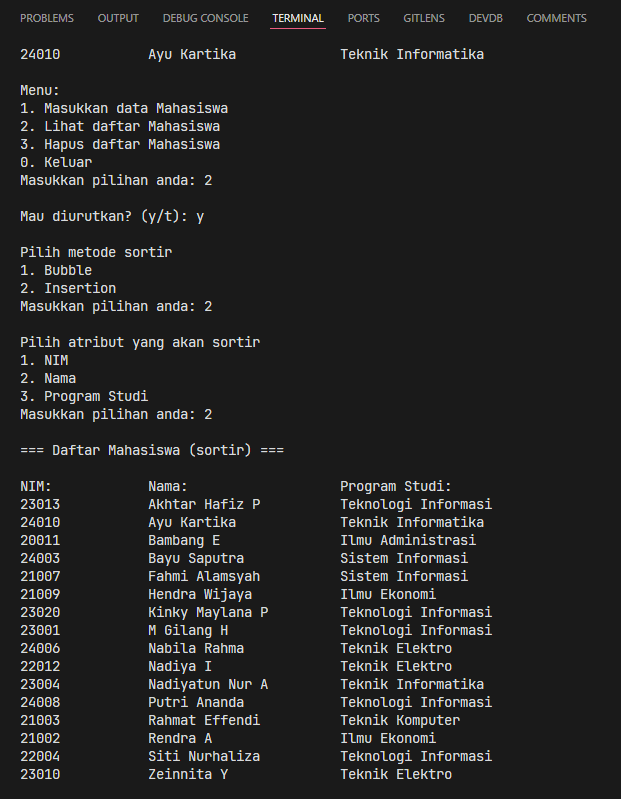 PROBLEMS OUTPUT DEBUG CONSOLE TERMINAL PORTS GITLENS DEVDB COMMENTS
24010 Ayu Kartika Teknik Informatika
Menu:
1. Masukkan data Mahasiswa
2. Lihat daftar Mahasiswa
3. Hapus daftar Mahasiswa
0. Keluar
Masukkan pilihan anda: 2
Mau diurutkan? (y/t): y
Pilih metode sortir
1. Bubble
2. Insertion
Masukkan pilihan anda: 2
Pilih atribut yang akan sortir
1. NIM
2. Nama
3. Program Studi
Masukkan pilihan anda: 2
=== Daftar Mahasiswa (sortir) ===
NIM: Nama: Program Studi:
23013 Akhtar Hafiz P Teknologi Informasi
24010 Ayu Kartika Teknik Informatika
20011 Bambang E Ilmu Administrasi
24003 Bayu Saputra Sistem Informasi
21007 Fahmi Alamsyah Sistem Informasi
21009 Hendra Wijaya Ilmu Ekonomi
23020 Kinky Maylana P Teknologi Informasi
23001 M Gilang H Teknologi Informasi
24006 Nabila Rahma Teknik Elektro
22012 Nadiya I Teknik Elektro
23004 Nadiyatun Nur A Teknik Informatika
24008 Putri Ananda Teknologi Informasi
21003 Rahmat Effendi Teknik Komputer
21002 Rendra A Ilmu Ekonomi
22004 Siti Nurhaliza Teknologi Informasi
23010 Zeinnita Y Teknik Elektro